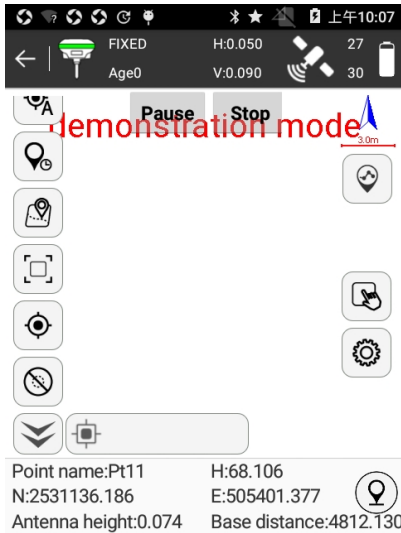 上午10:07
FIXED H:0.050 27
Age0 V:0.090 30
A
Pause Stop
demonstration mode
3.0m
Point name:Pt11 H:68.106
N:2531136.186 E:505401.377
Antenna height:0.074 Base distance:4812.130